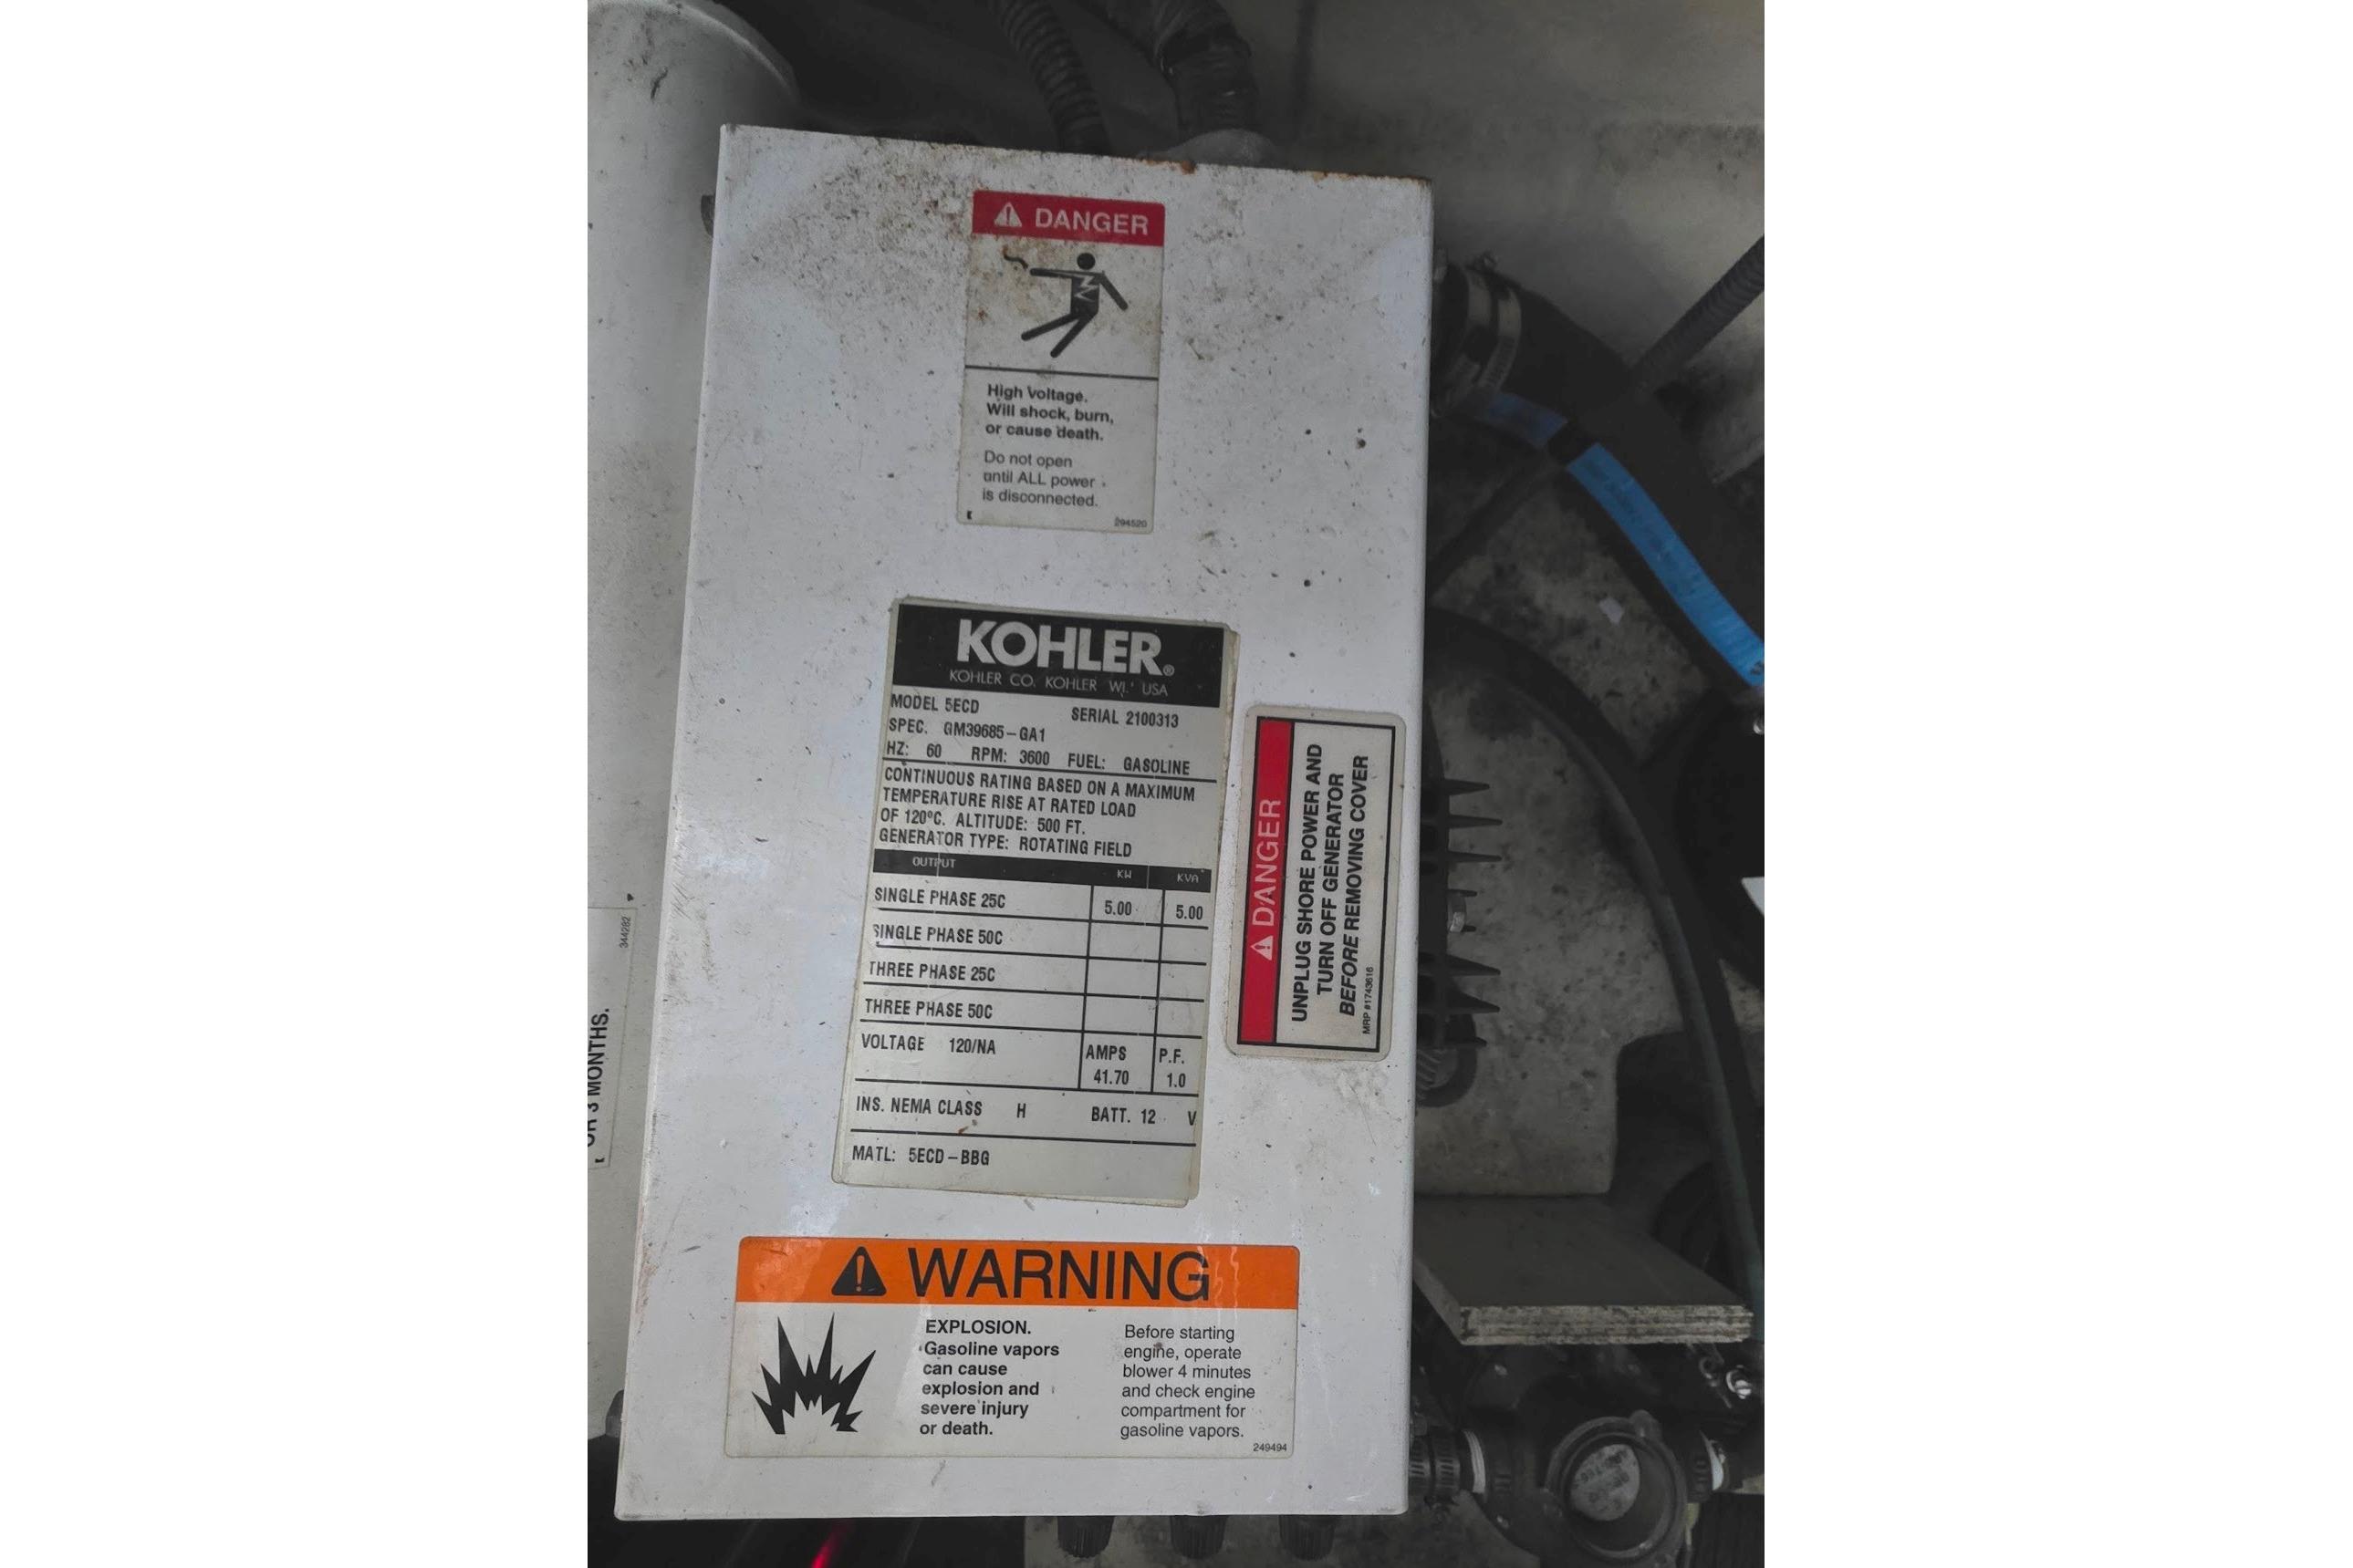 DANGER
High Voltage.
Will shock, burn,
or cause death.
Do not open
until ALL power
is disconnected.
294520
KOHLER®
KOHLER CO. KOHLER WI. USA
MODEL 5ECD SERIAL 2100313
SPEC. GM39685-GA1
HZ: 60 RPM: 3600 FUEL: GASOLINE
CONTINUOUS RATING BASED ON A MAXIMUM
TEMPERATURE RISE AT RATED LOAD
OF 120ºC. ALTITUDE: 500 FT.
GENERATOR TYPE: ROTATING FIELD
OUTPUT KW KVA
SINGLE PHASE 25C 5.00 5.00
SINGLE PHASE 50C
THREE PHASE 25C
THREE PHASE 50C
VOLTAGE 120/NA AMPS P.F.
41.70 1.0
INS. NEMA CLASS H BATT. 12 V
MATL: 5ECD-BBG
DANGER
UNPLUG SHORE POWER AND
TURN OFF GENERATOR
BEFORE REMOVING COVER
MRP #1743616
WARNING
EXPLOSION.
Gasoline vapors
can cause
explosion and
severe injury
or death.
Before starting
engine, operate
blower 4 minutes
and check engine
compartment for
gasoline vapors.
249494
344282
OR 3 MONTHS.